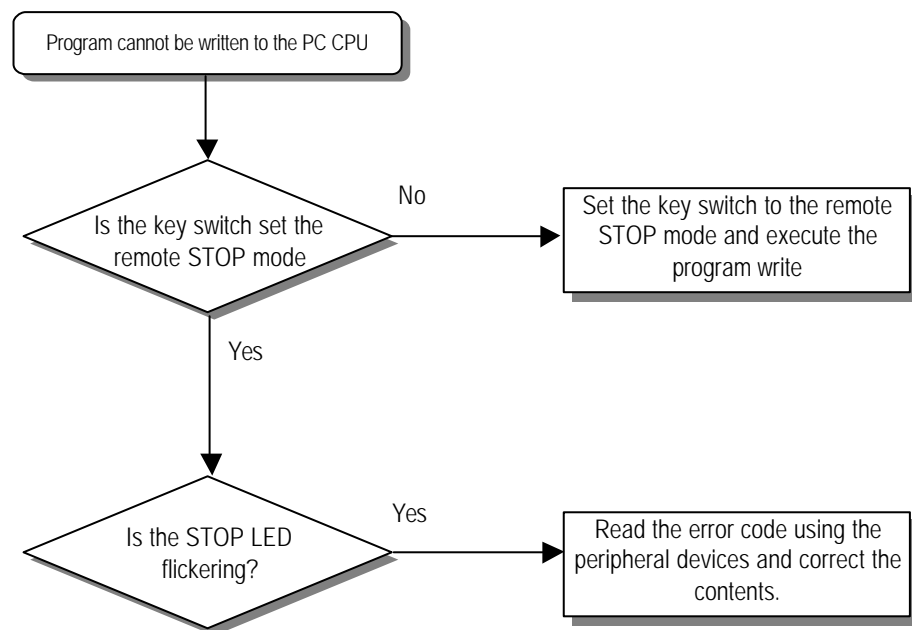 Program cannot be written to the PC CPU
No
Is the key switch set the
remote STOP mode
Set the key switch to the remote
STOP mode and execute the
program write
Yes
Is the STOP LED
flickering?
Yes
Read the error code using the
peripheral devices and correct the
contents.